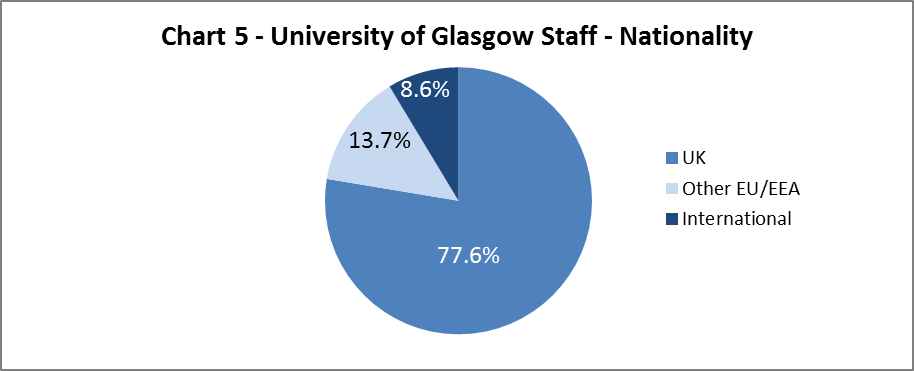 Chart 5 - University of Glasgow Staff - Nationality
8.6%
13.7%
77.6%
UK
Other EU/EEA
International